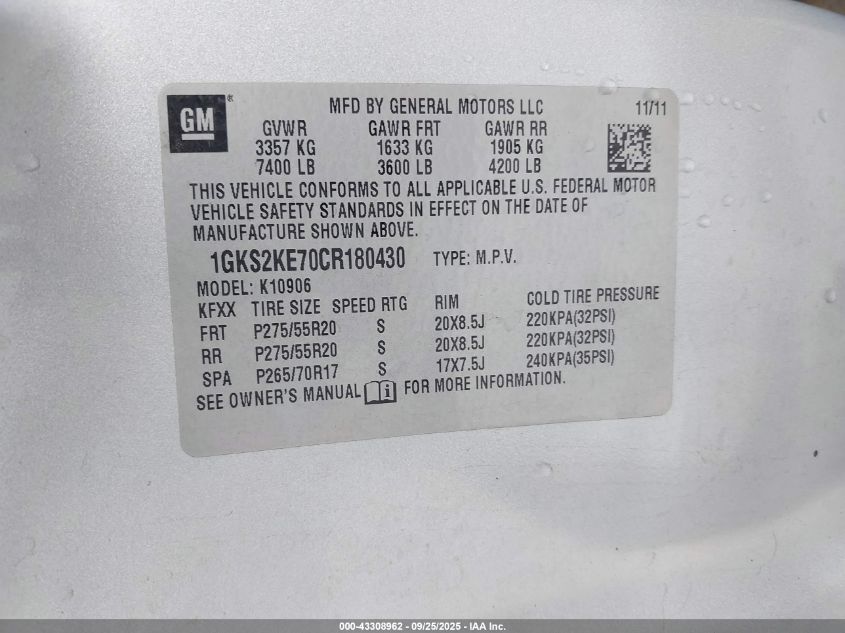 GM ® MFD BY GENERAL MOTORS LLC 11/11
GVWR GAWR FRT GAWR RR
3357 KG 1633 KG 1905 KG
7400 LB 3600 LB 4200 LB
THIS VEHICLE CONFORMS TO ALL APPLICABLE U.S. FEDERAL MOTOR
VEHICLE SAFETY STANDARDS IN EFFECT ON THE DATE OF
MANUFACTURE SHOWN ABOVE.
1GKS2KE70CR180430 TYPE: M.P.V.
MODEL: K10906
KFXX TIRE SIZE SPEED RTG RIM COLD TIRE PRESSURE
FRT P275/55R20 S 20X8.5J 220KPA(32PSI)
RR P275/55R20 S 20X8.5J 220KPA(32PSI)
SPA P265/70R17 S 17X7.5J 240KPA(35PSI)
SEE OWNER'S MANUAL i FOR MORE INFORMATION.
000-43308962 - 09/25/2025 - IAA Inc.